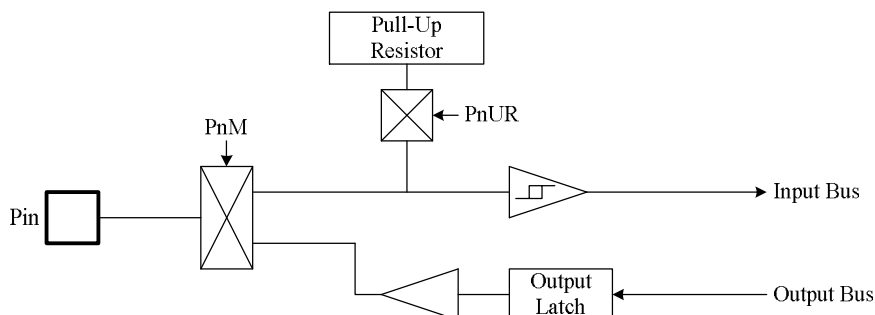 Pull-Up
Resistor
PnUR
PnM
Pin
Input Bus
Output
Latch
Output Bus